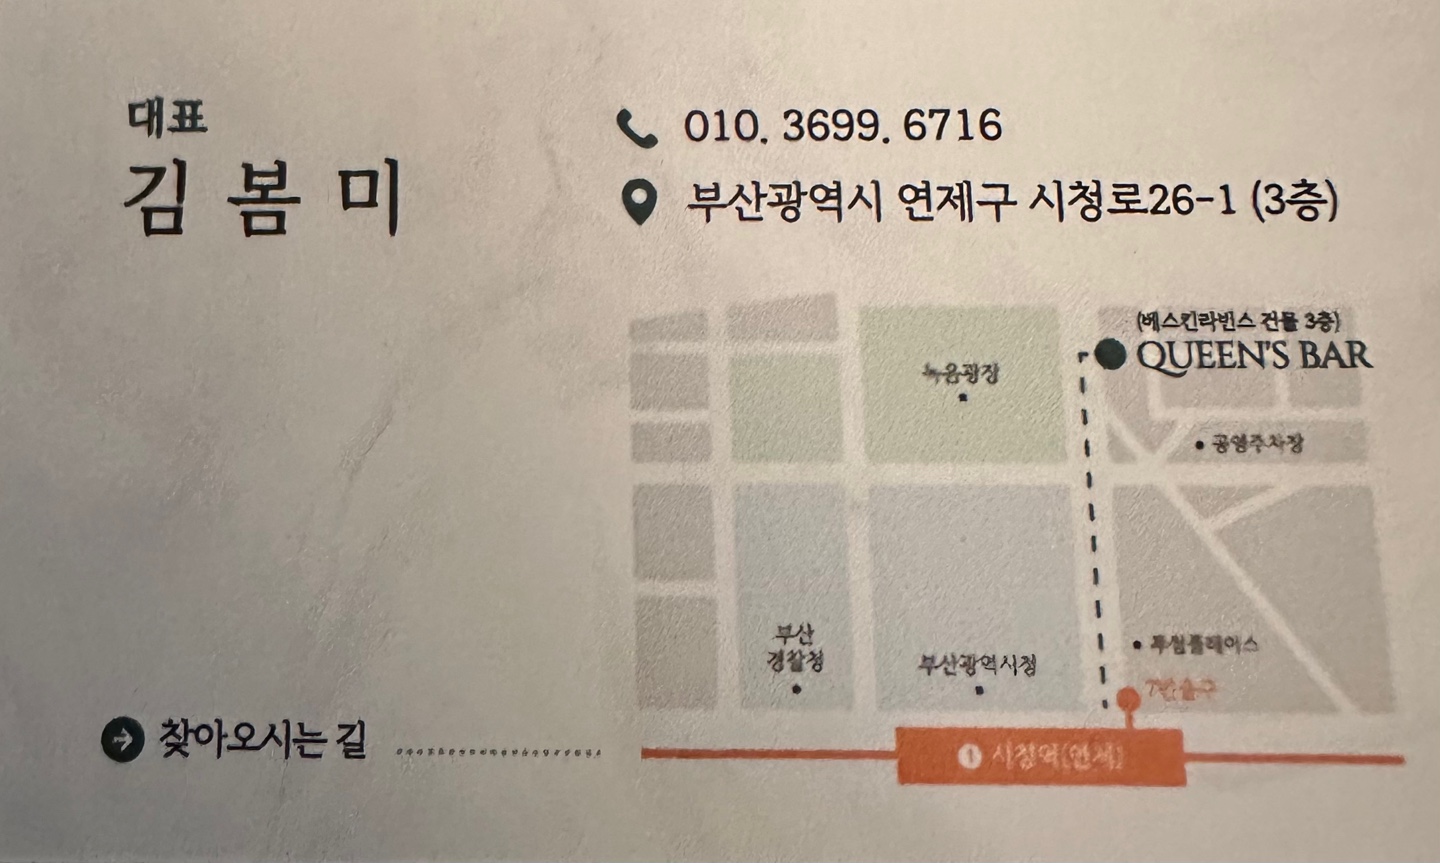 대표
김 봄 미
010. 3699. 6716
부산광역시 연제구 시청로26-1 (3층)
(베스킨라빈스 건물 3층)
QUEEN'S BAR
녹음광장
공영주차장
부산
경찰청
부산광역시청
투썸플레이스
7번출구
1 시청역(연제)
찾아오시는 길